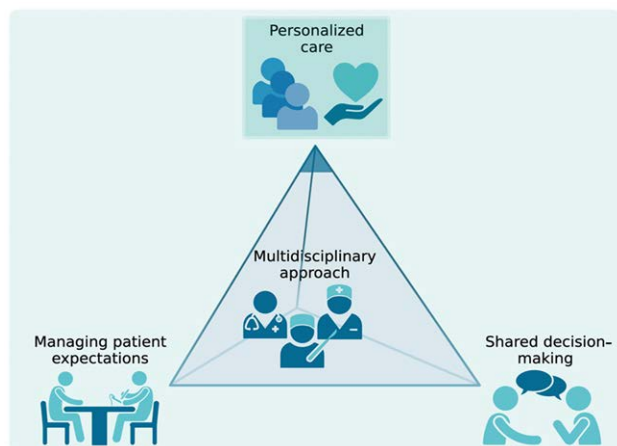 Personalized
care
Multidisciplinary
approach
Managing patient
expectations
Shared decision–
making